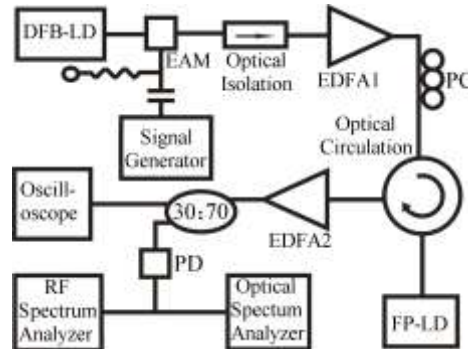 DFB-LD
EAM
Optical
Isolation
EDFA1
PC
Signal
Generator
Optical
Circulation
Oscill-
oscope
30:70
EDFA2
PD
RF
Spectrum
Analyzer
Optical
Spectum
Analyzer
FP-LD